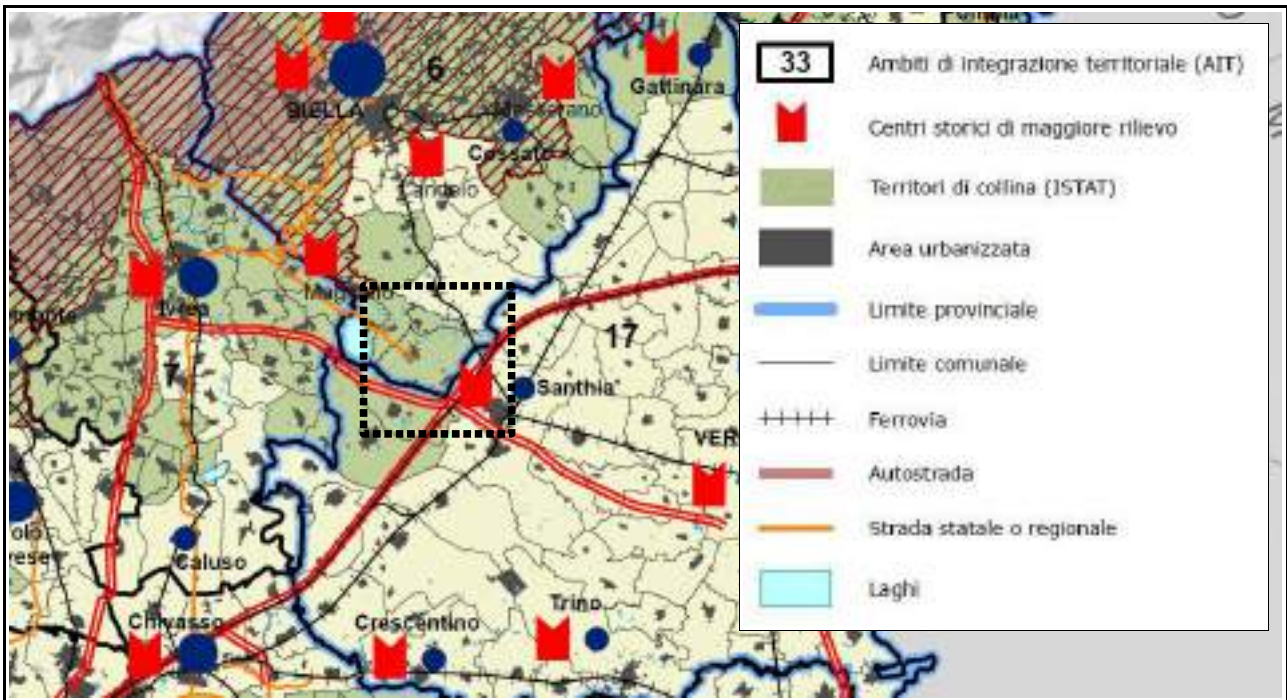 33 Ambiti di integrazione territoriale (AIT)
Centri storici di maggiore rilievo
Territori di collina (ISTAT)
Area urbanizzata
Limite provinciale
Limite comunale
Ferrovia
Autostrada
Strada statale o regionale
Laghi
6
Gattinara
BIELLA
Cossato
Candelo
Ivrea
17
7
Santhia'
VER
Caluso
Chivasso
Crescentino
Trino